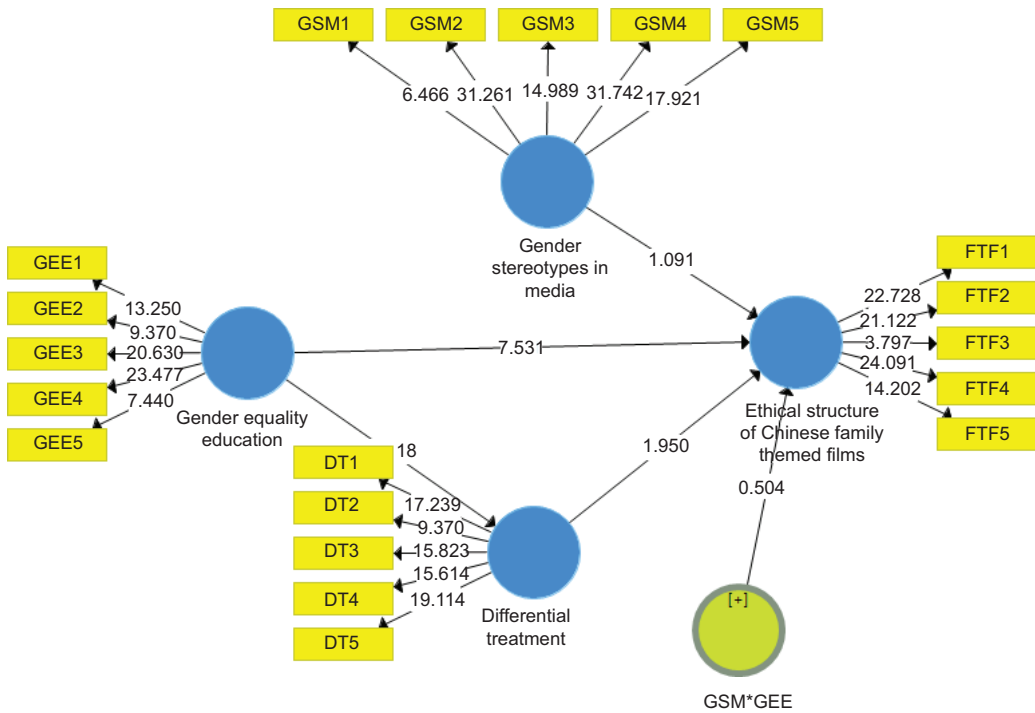 GSM1 GSM2 GSM3 GSM4 GSM5
6.466 31.261 14.989 31.742 17.921
Gender
stereotypes in
media
1.091
GEE1
GEE2
GEE3
GEE4
GEE5
13.250
9.370
20.630
23.477
7.440
Gender equality
education
7.531
FTF1
FTF2
FTF3
FTF4
FTF5
22.728
21.122
3.797
24.091
14.202
Ethical structure
of Chinese family
themed films
18
1.950
0.504
DT1
DT2
DT3
DT4
DT5
17.239
9.370
15.823
15.614
19.114
Differential
treatment
[+]
GSM*GEE